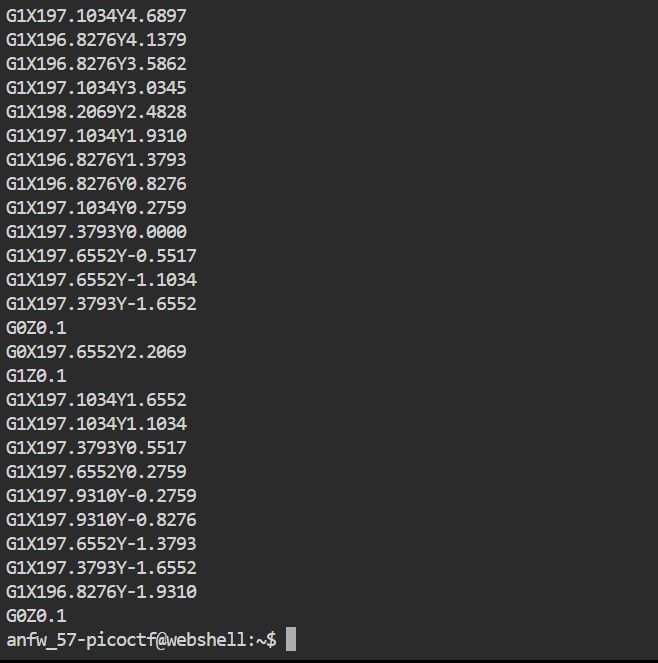 G1X197.1034Y4.6897
G1X196.8276Y4.1379
G1X196.8276Y3.5862
G1X197.1034Y3.0345
G1X198.2069Y2.4828
G1X197.1034Y1.9310
G1X196.8276Y1.3793
G1X196.8276Y0.8276
G1X197.1034Y0.2759
G1X197.3793Y0.0000
G1X197.6552Y-0.5517
G1X197.6552Y-1.1034
G1X197.3793Y-1.6552
G0Z0.1
G0X197.6552Y2.2069
G1Z0.1
G1X197.1034Y1.6552
G1X197.1034Y1.1034
G1X197.3793Y0.5517
G1X197.6552Y0.2759
G1X197.9310Y-0.2759
G1X197.9310Y-0.8276
G1X197.6552Y-1.3793
G1X197.3793Y-1.6552
G1X196.8276Y-1.9310
G0Z0.1
anfw_57-picoctf@webshell:~$